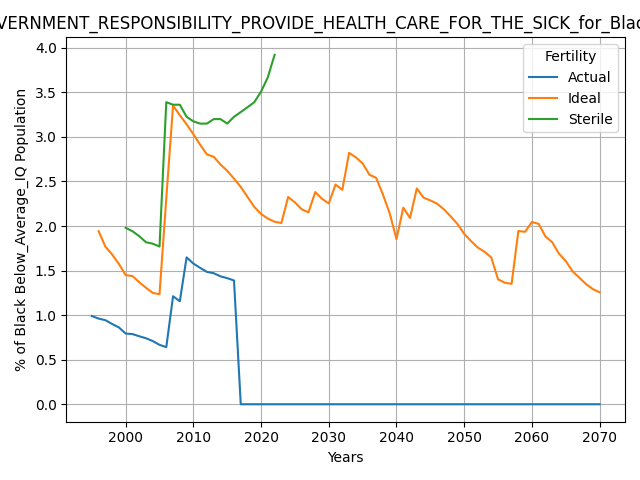 VERNMENT_RESPONSIBILITY_PROVIDE_HEALTH_CARE_FOR_THE_SICK_for_Blac
4.0
3.5
3.0
2.5
2.0
1.5
1.0
0.5
0.0
% of Black Below_Average_IQ Population
Fertility
Actual
Ideal
Sterile
2000 2010 2020 2030 2040 2050 2060 2070
Years